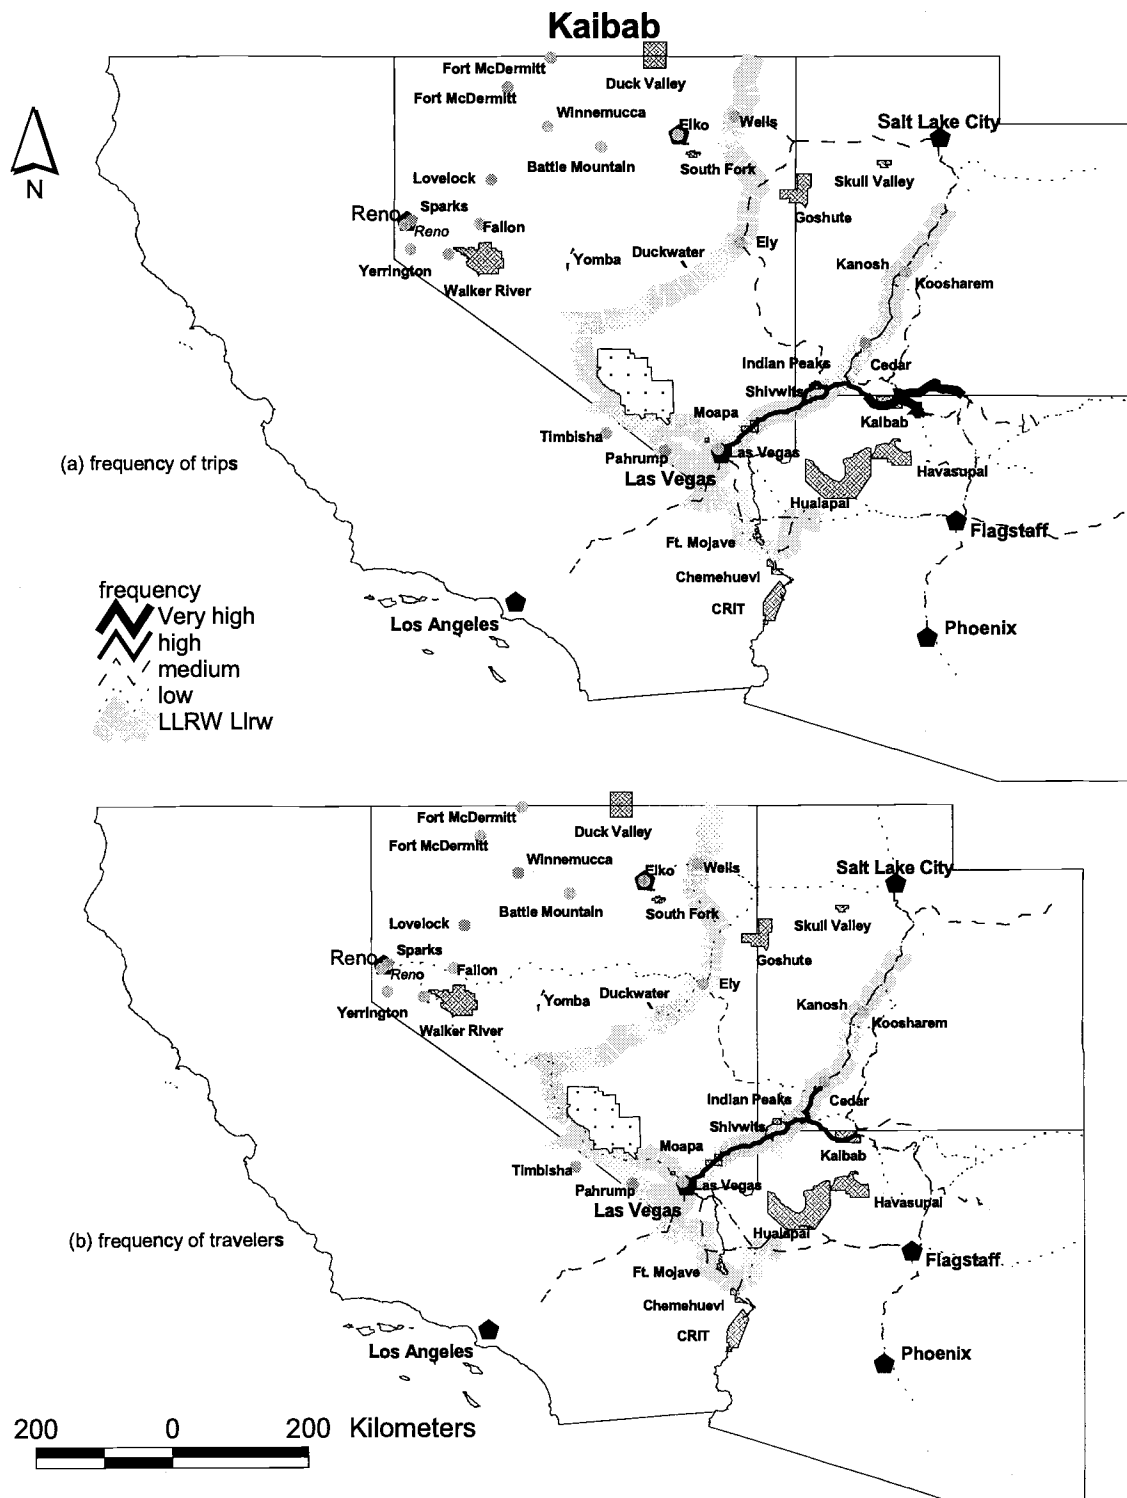 Kaibab
Fort McDermitt
Duck Valley
Fort McDermitt
Winnemucca
Elko
Wells
Salt Lake City
Battle Mountain
South Fork
Skull Valley
N
Lovelock
Reno
Sparks
Reno
Fallon
Goshute
Yerrington
Walker River
Yomba
Duckwater
Ely
Kanosh
Koosharem
Indian Peaks
Cedar
Shivwits
Moapa
Kaibab
Timbisha
(a) frequency of trips
Pahrump
Las Vegas
Las Vegas
Havasupai
Hualapai
Flagstaff
Ft. Mojave
Chemehuevi
CRIT
Los Angeles
Phoenix
frequency
Very high
high
medium
low
LLRW Llrw
Fort McDermitt
Duck Valley
Fort McDermitt
Winnemucca
Elko
Wells
Salt Lake City
Battle Mountain
South Fork
Skull Valley
Lovelock
Reno
Sparks
Reno
Fallon
Goshute
Yerrington
Walker River
Yomba
Duckwater
Ely
Kanosh
Koosharem
Indian Peaks
Cedar
Shivwits
Moapa
Kaibab
Timbisha
Pahrump
Las Vegas
Las Vegas
Havasupai
(b) frequency of travelers
Hualapai
Flagstaff
Ft. Mojave
Chemehuevi
CRIT
Los Angeles
Phoenix
200 0 200 Kilometers